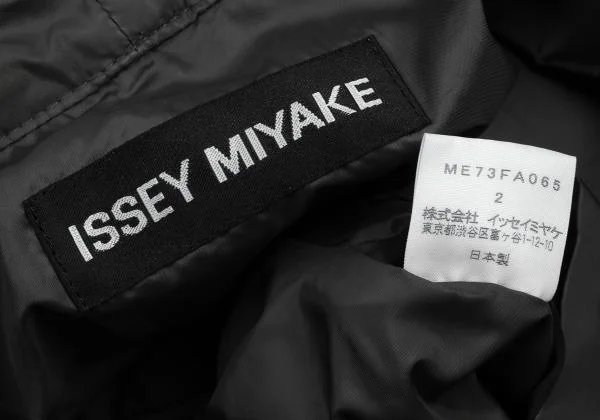 ISSEY MIYAKE
ME73FA065
2
株式会社 イッセイミヤケ
東京都渋谷区富ヶ谷1-12-10
日本製